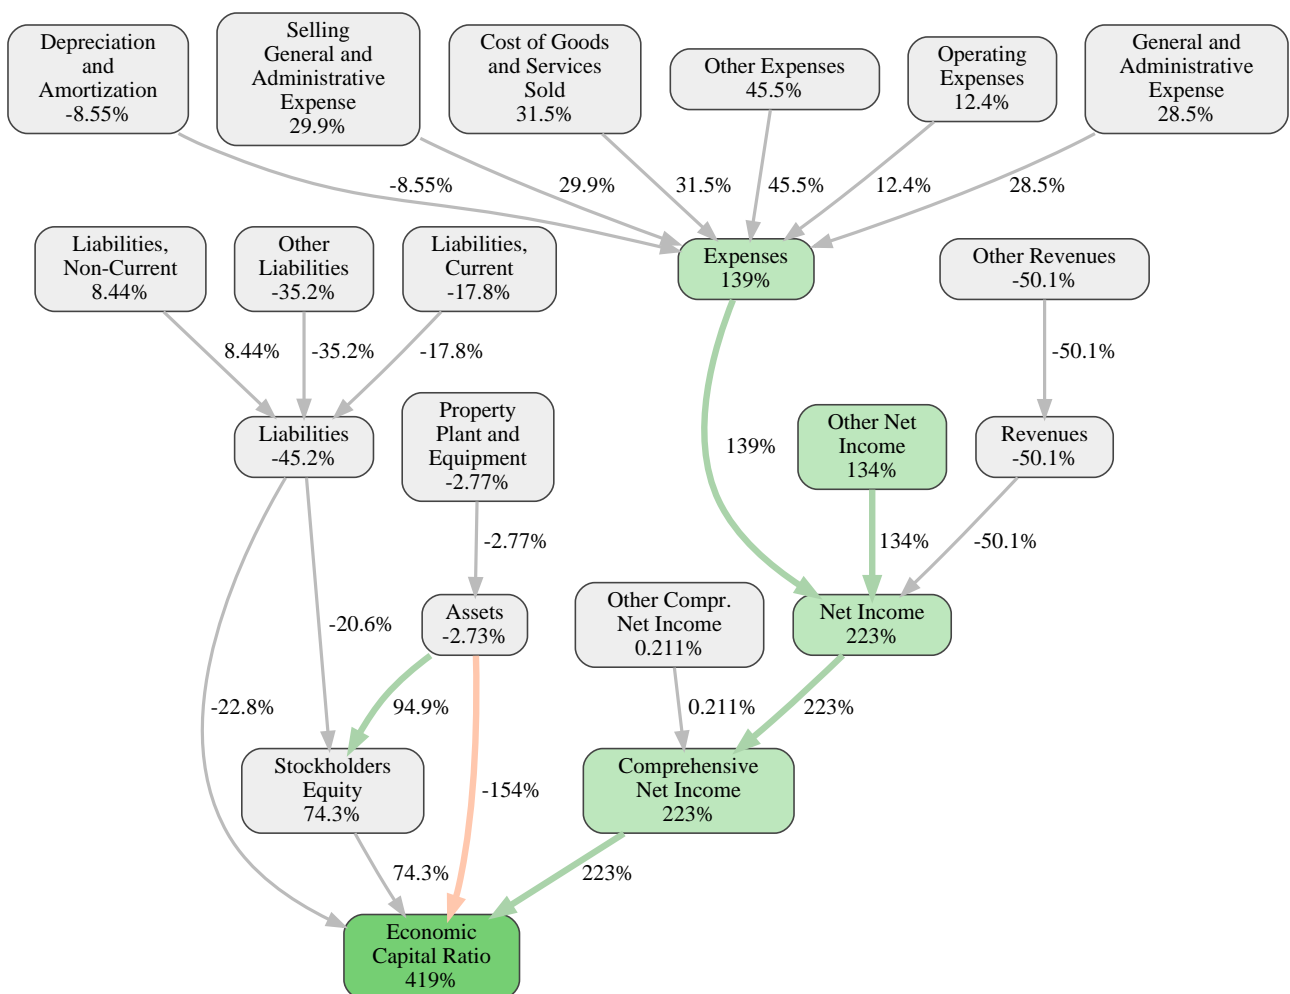 Depreciation
and
Amortization
-8.55%
Selling
General and
Administrative
Expense
29.9%
Cost of Goods
and Services
Sold
31.5%
Other Expenses
45.5%
Operating
Expenses
12.4%
General and
Administrative
Expense
28.5%
-8.55%
29.9%
31.5%
45.5%
12.4%
28.5%
Liabilities,
Non-Current
8.44%
Other
Liabilities
-35.2%
Liabilities,
Current
-17.8%
Expenses
139%
Other Revenues
-50.1%
8.44%
-35.2%
-17.8%
-50.1%
Liabilities
-45.2%
Property
Plant and
Equipment
-2.77%
139%
Other Net
Income
134%
Revenues
-50.1%
-2.77%
134%
-50.1%
Assets
-2.73%
Other Compr.
Net Income
0.211%
Net Income
223%
-20.6%
-22.8%
94.9%
0.211%
223%
Stockholders
Equity
74.3%
-154%
Comprehensive
Net Income
223%
74.3%
223%
Economic
Capital Ratio
419%